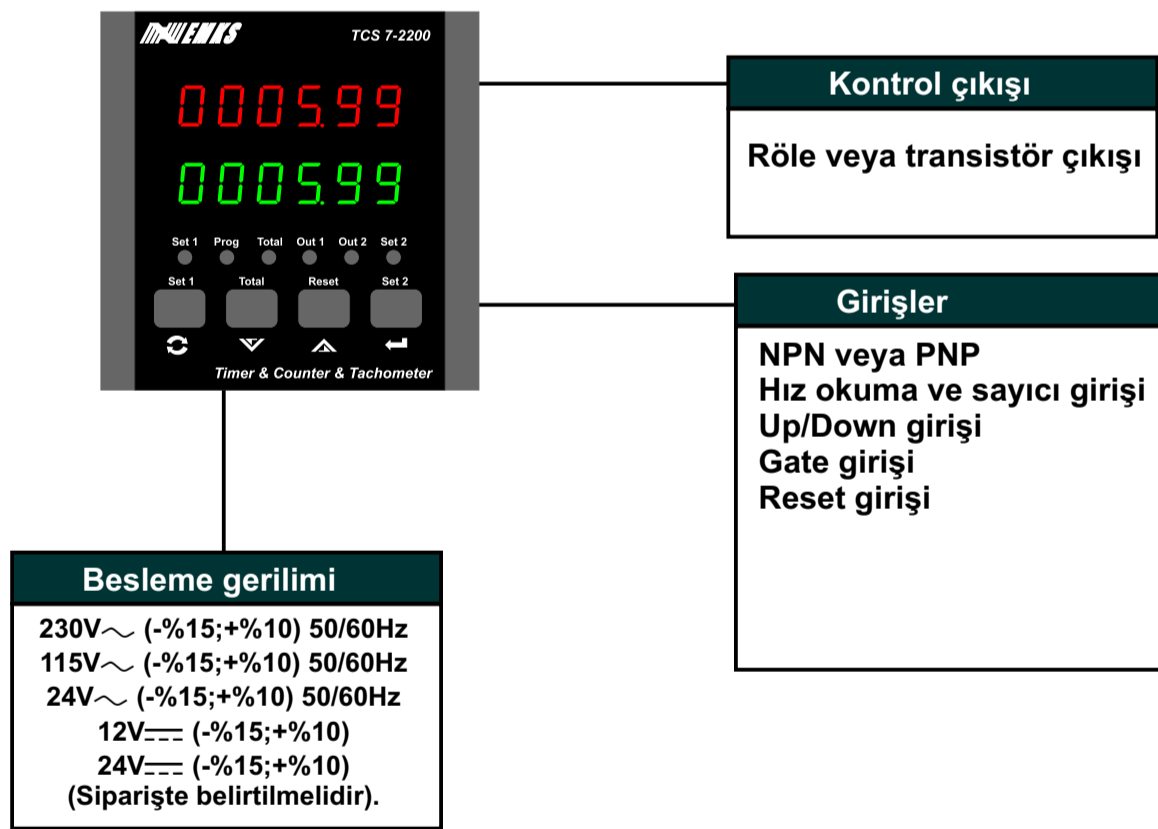 EMKS TCS 7-2200
0005.99
0005.99
Set 1 Prog Total Out 1 Out 2 Set 2
Set 1 Total Reset Set 2
Timer & Counter & Tachometer
Kontrol çıkışı
Röle veya transistör çıkışı
Girişler
NPN veya PNP
Hız okuma ve sayıcı girişi
Up/Down girişi
Gate girişi
Reset girişi
Besleme gerilimi
230V～ (-%15;+%10) 50/60Hz
115V～ (-%15;+%10) 50/60Hz
24V～ (-%15;+%10) 50/60Hz
12V⎓ (-%15;+%10)
24V⎓ (-%15;+%10)
(Siparişte belirtilmelidir).